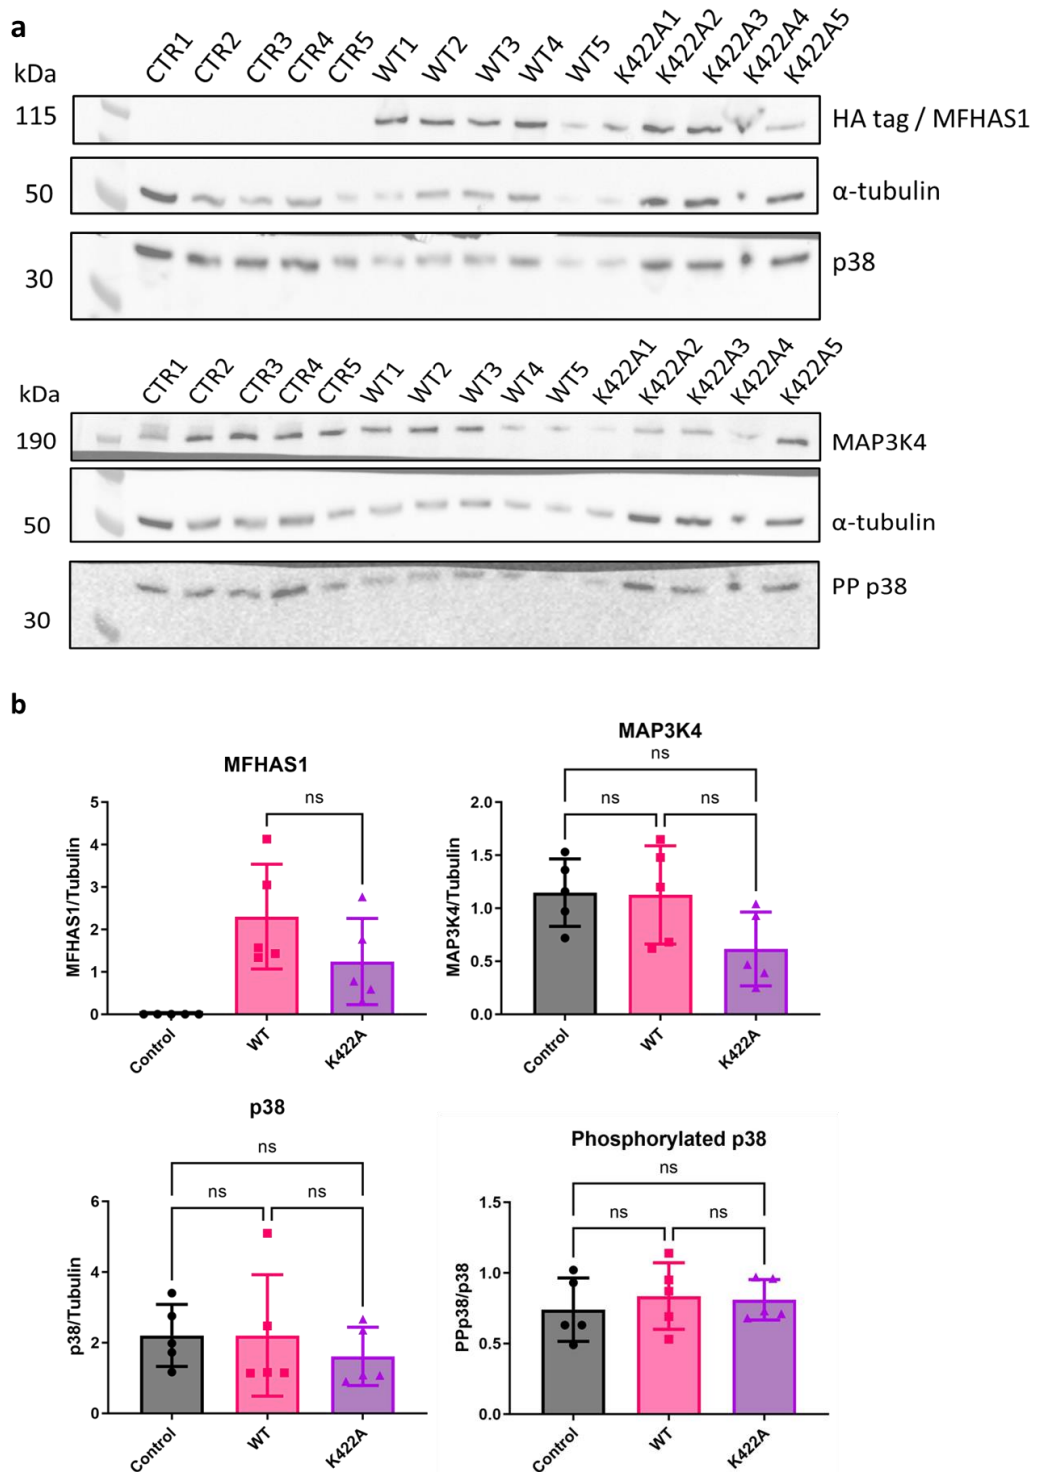 a
kDa
CTR1 CTR2 CTR3 CTR4 CTR5 WT1 WT2 WT3 WT4 WT5 K422A1 K422A2 K422A3 K422A4 K422A5
115 HA tag / MFHAS1
50 α-tubulin
30 p38
kDa
CTR1 CTR2 CTR3 CTR4 CTR5 WT1 WT2 WT3 WT4 WT5 K422A1 K422A2 K422A3 K422A4 K422A5
190 MAP3K4
50 α-tubulin
30 PP p38
b
MFHAS1
ns
MFHAS1/Tubulin
5
4
3
2
1
0
Control WT K422A
MAP3K4
ns
ns ns
MAP3K4/Tubulin
2.0
1.5
1.0
0.5
0.0
Control WT K422A
p38
ns
ns ns
p38/Tubulin
6
4
2
0
Control WT K422A
Phosphorylated p38
ns
ns ns
PPp38/p38
1.5
1.0
0.5
0.0
Control WT K422A